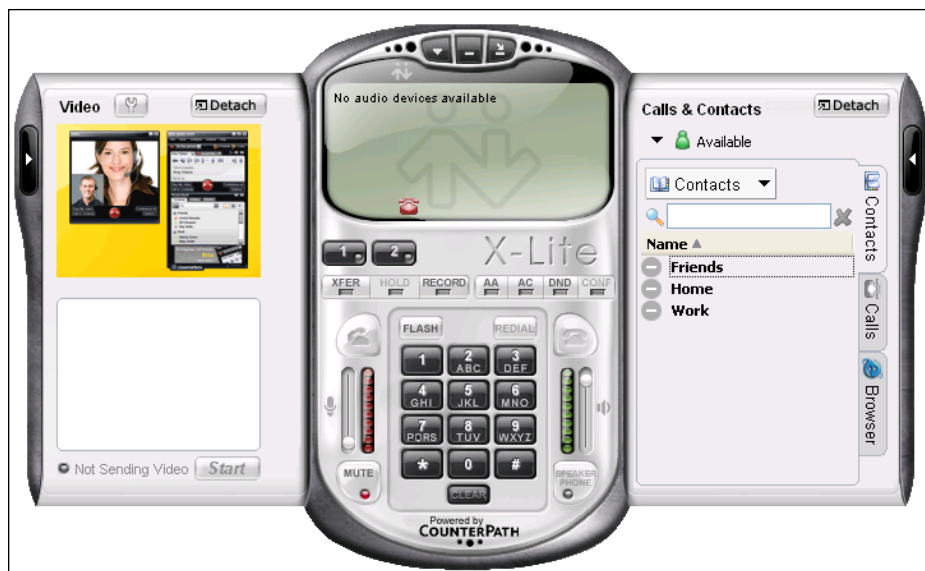 Video
Detach
Not Sending Video
Start
No audio devices available
1
2
X-Lite
XFER HOLD RECORD AA AC DND CONF
FLASH REDIAL
1
2 ABC
3 DEF
4 GHI
5 JKL
6 MNO
7 PQRS
8 TUV
9 WXYZ
*
0
#
MUTE
SPEAKER
PHONE
CLEAR
Powered by
COUNTERPATH
Calls & Contacts
Detach
Available
Contacts
Name
Friends
Home
Work
Contacts
Calls
Browser